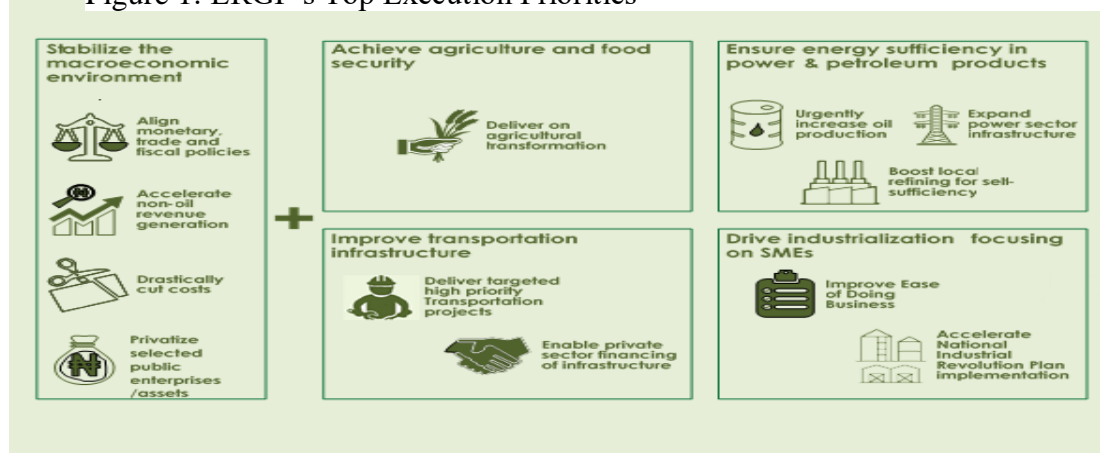 Figure 1: ERGP's Top Execution Priorities
Stabilize the
macroeconomic
environment
Align
monetary,
trade and
fiscal policies
Accelerate
non-oil
revenue
generation
Drastically
cut costs
Privatize
selected
public
enterprises
/assets
+
Achieve agriculture and food
security
Deliver on
agricultural
transformation
Ensure energy sufficiency in
power & petroleum products
Urgently
increase oil
production
Expand
power sector
infrastructure
Boost local
refining for self-
sufficiency
Improve transportation
infrastructure
Deliver targeted
high priority
Transportation
projects
Enable private
sector financing
of infrastructure
Drive industrialization focusing
on SMEs
Improve Ease
of Doing
Business
Accelerate
National
Industrial
Revolution Plan
implementation